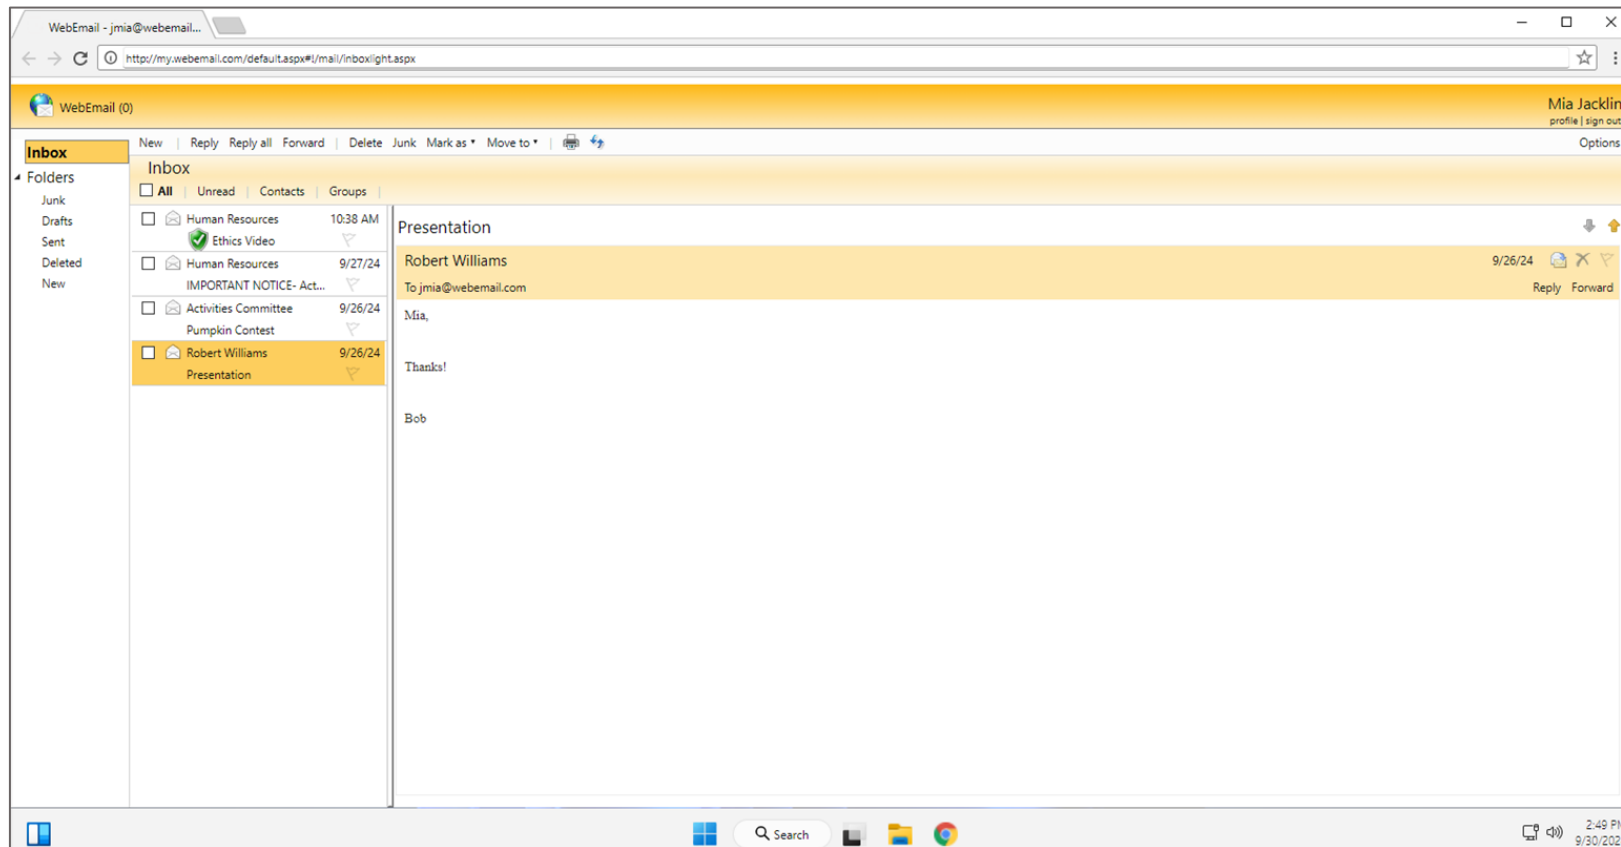 WebEmail - jmia@webemail...
http://my.webemail.com/default.aspx#!/mail/inboxlight.aspx
WebEmail (0)
Mia Jacklin
profile | sign out
New | Reply Reply all Forward | Delete Junk Mark as Move to |
Options
Inbox
Folders
Junk
Drafts
Sent
Deleted
New
Inbox
All | Unread | Contacts | Groups |
Human Resources 10:38 AM
Ethics Video
Human Resources 9/27/24
IMPORTANT NOTICE- Act...
Activities Committee 9/26/24
Pumpkin Contest
Robert Williams 9/26/24
Presentation
Presentation
Robert Williams 9/26/24
To jmia@webemail.com Reply Forward
Mia,
Thanks!
Bob
Search
2:49 P
9/30/202